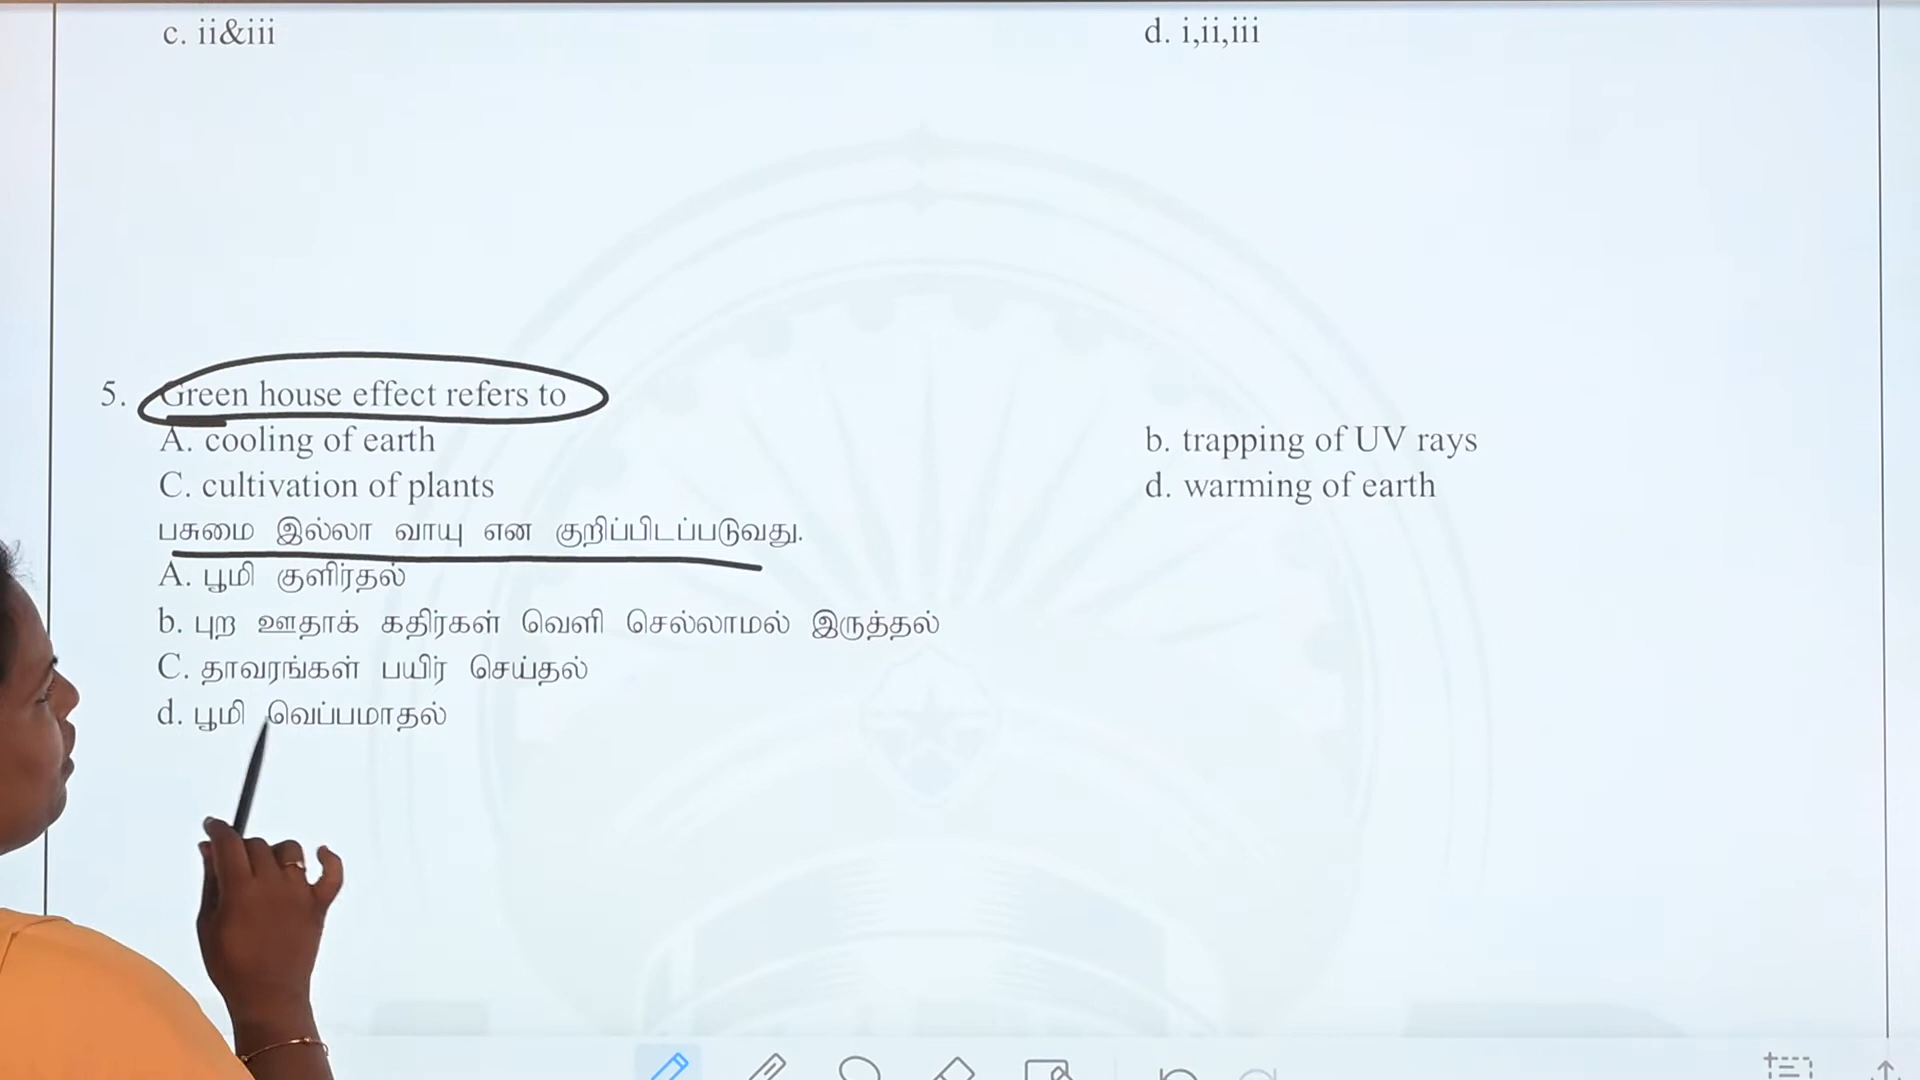 c. ii&iii d. i,ii,iii
5. Green house effect refers to
A. cooling of earth b. trapping of UV rays
C. cultivation of plants d. warming of earth
பசுமை இல்லா வாயு என குறிப்பிடப்படுவது.
A. பூமி குளிர்தல்
b. புற ஊதாக் கதிர்கள் வெளி செல்லாமல் இருத்தல்
C. தாவரங்கள் பயிர் செய்தல்
d. பூமி வெப்பமாதல்